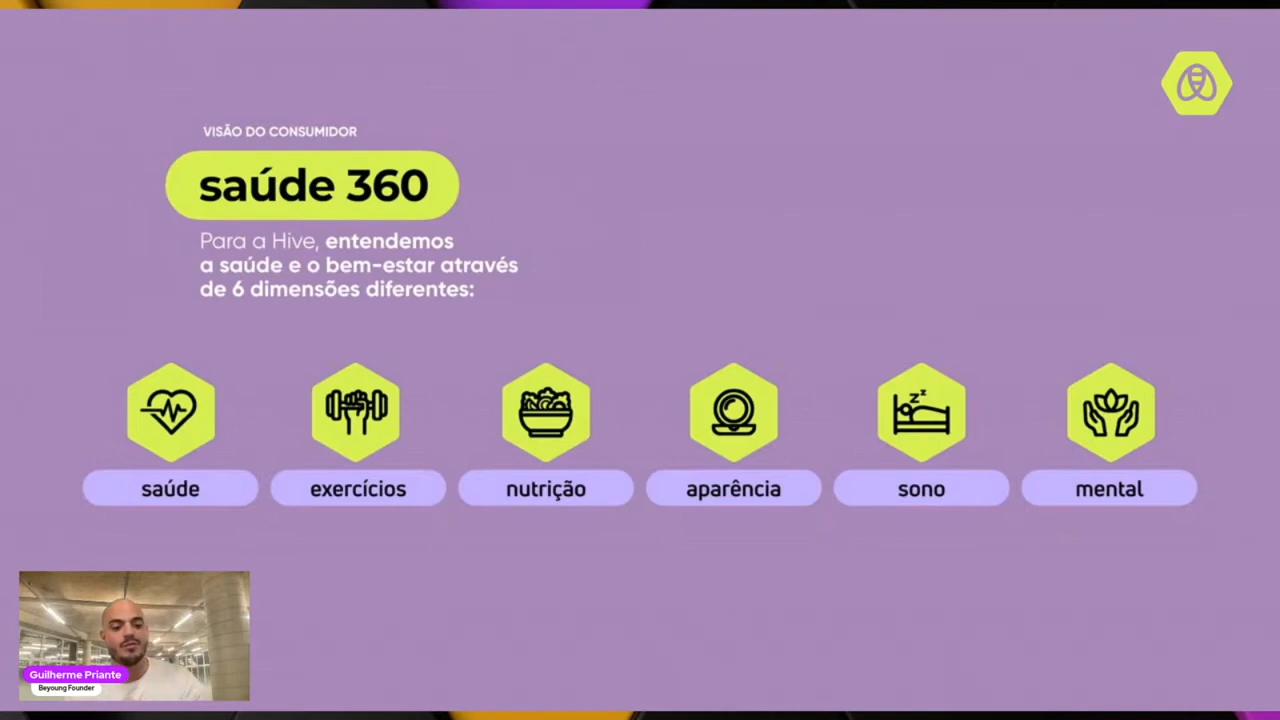 VISÃO DO CONSUMIDOR
saúde 360
Para a Hive, entendemos
a saúde e o bem-estar através
de 6 dimensões diferentes:
z z
saúde
exercícios
nutrição
aparência
sono
mental
Guilherme Priante
Beyoung Founder